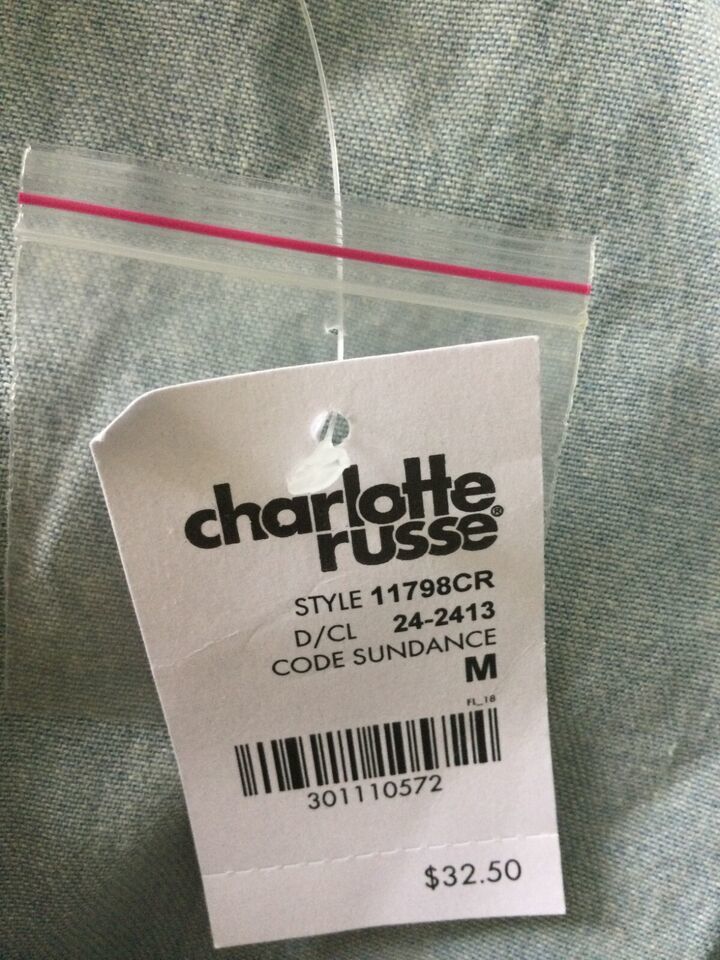 charlotte
russe®
STYLE 11798CR
D/CL 24-2413
CODE SUNDANCE
M
FL_18
301110572
$32.50